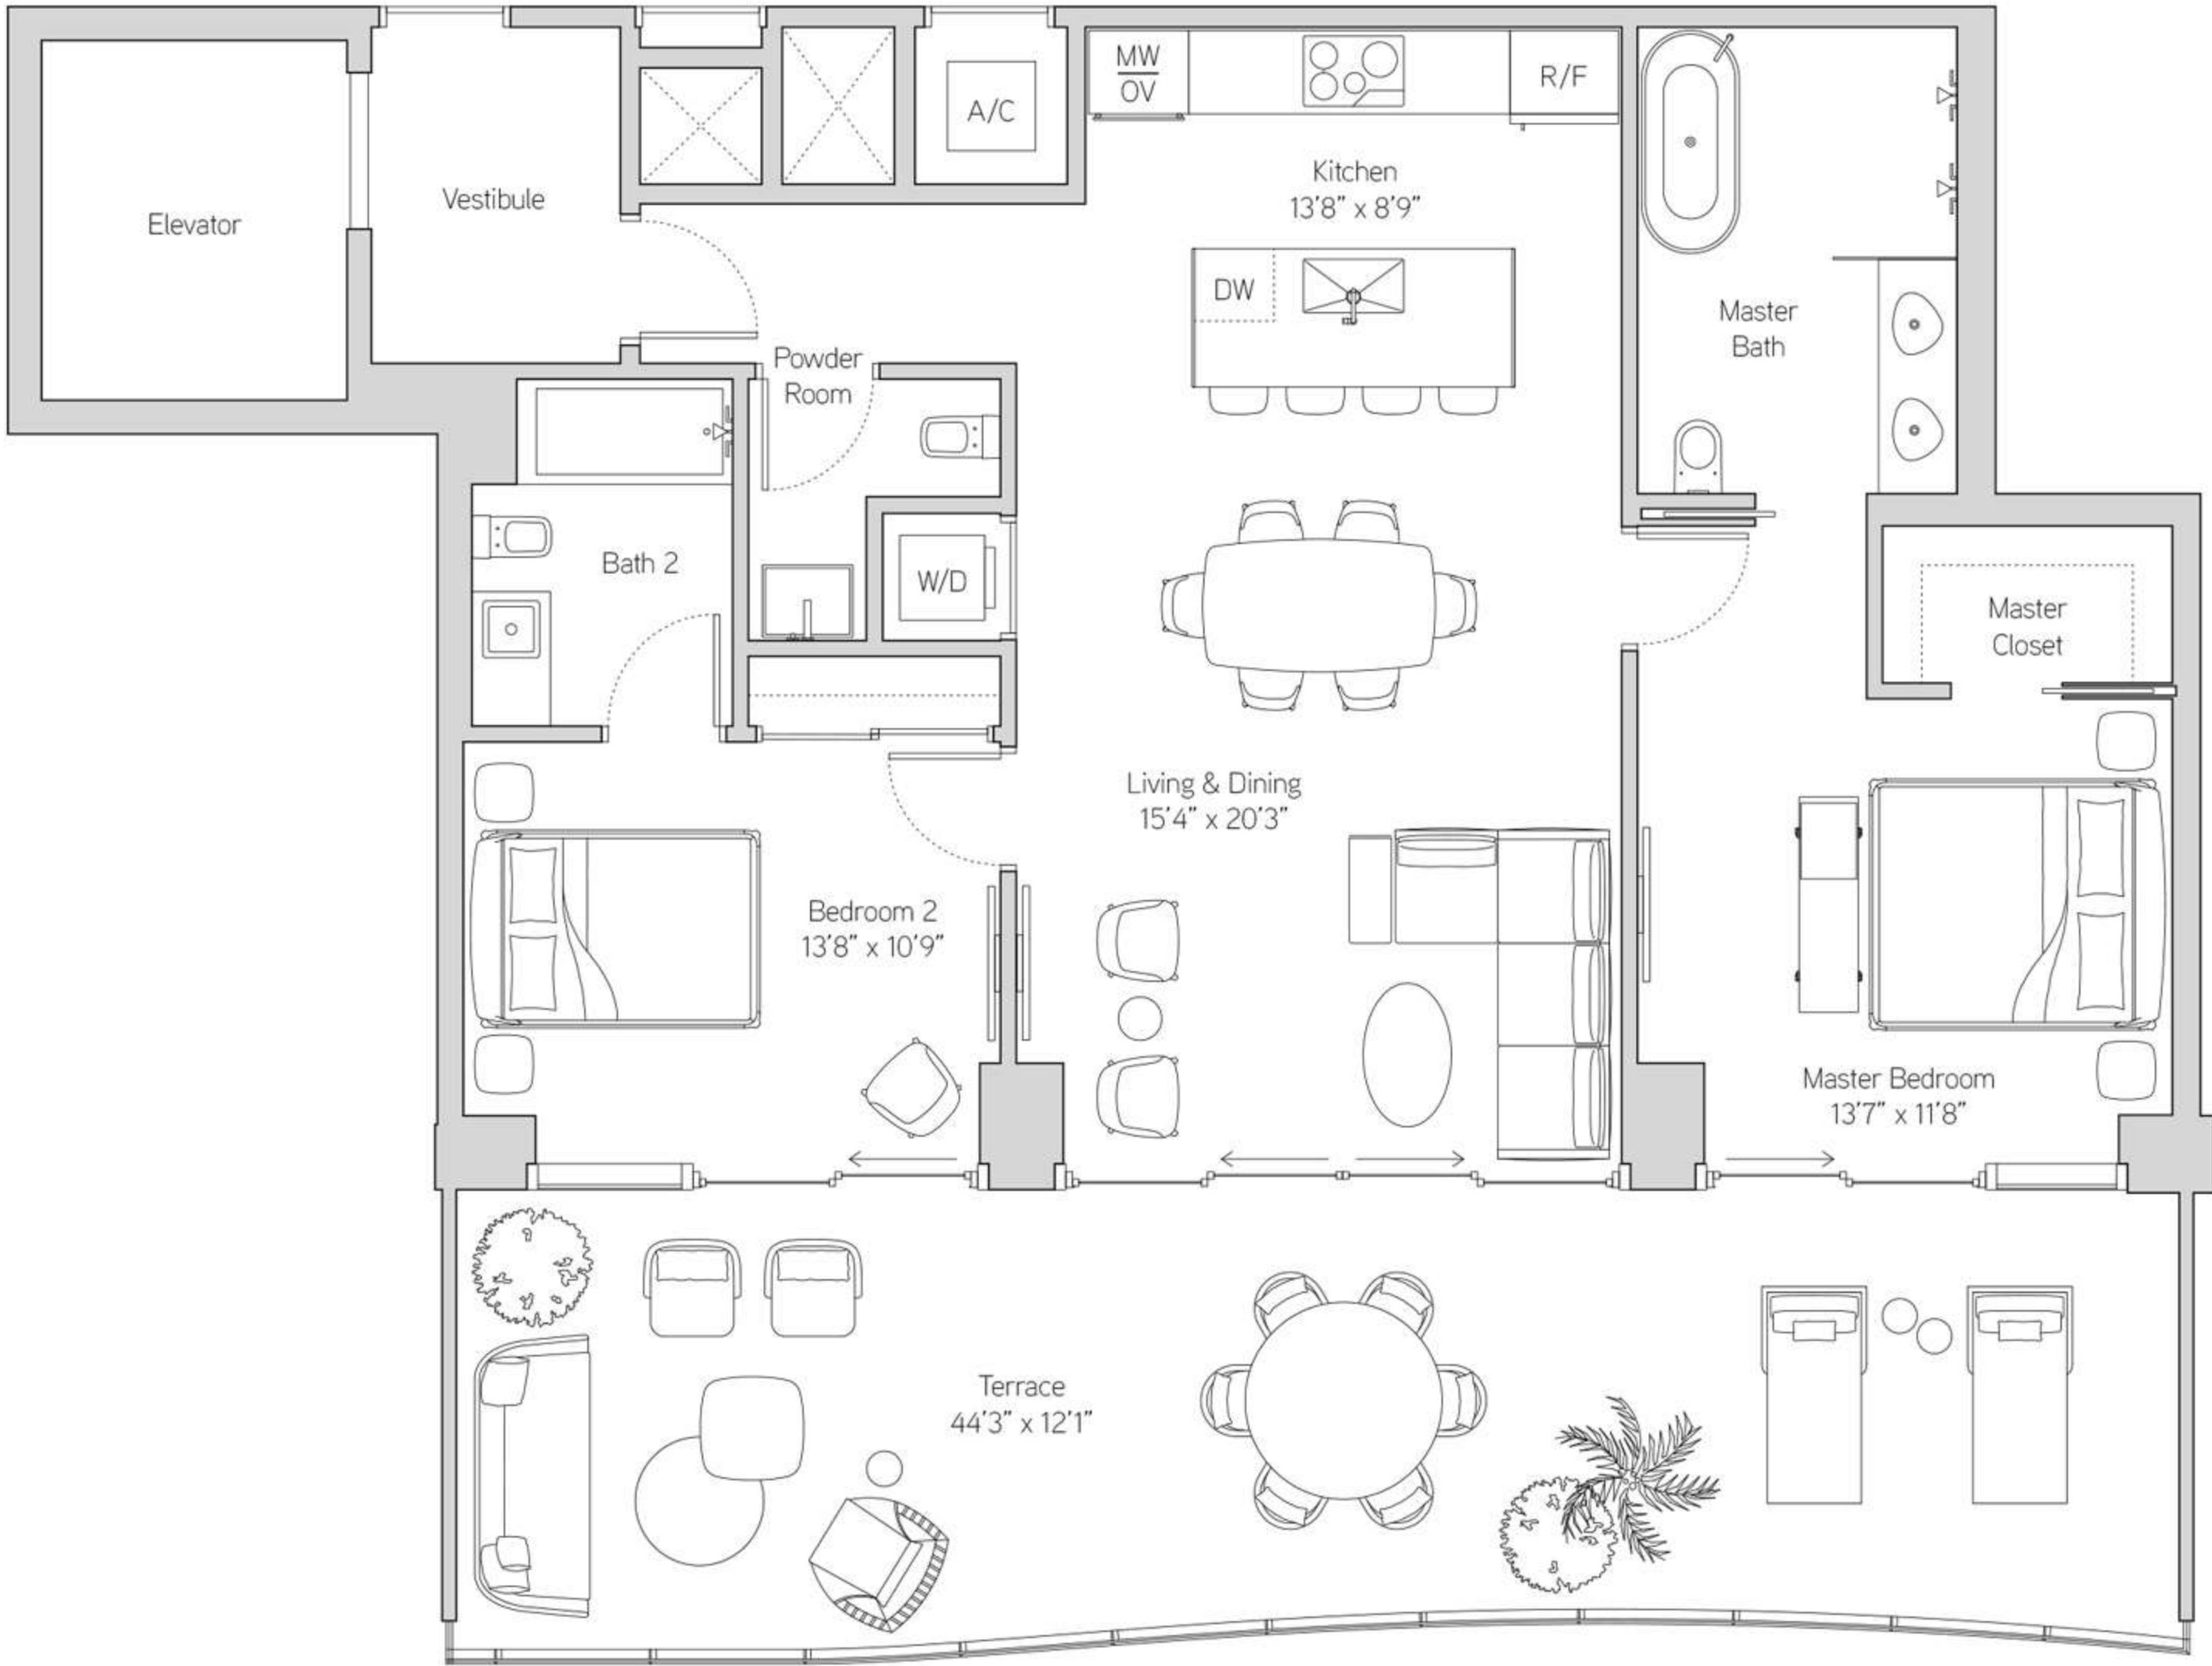 MW
OV
R/F
A/C
Kitchen
13'8" x 8'9"
Vestibule
Elevator
DW
Master
Bath
Powder
Room
Bath 2
W/D
Master
Closet
Living & Dining
15'4" x 20'3"
Bedroom 2
13'8" x 10'9"
Master Bedroom
13'7" x 11'8"
Terrace
44'3" x 12'1"